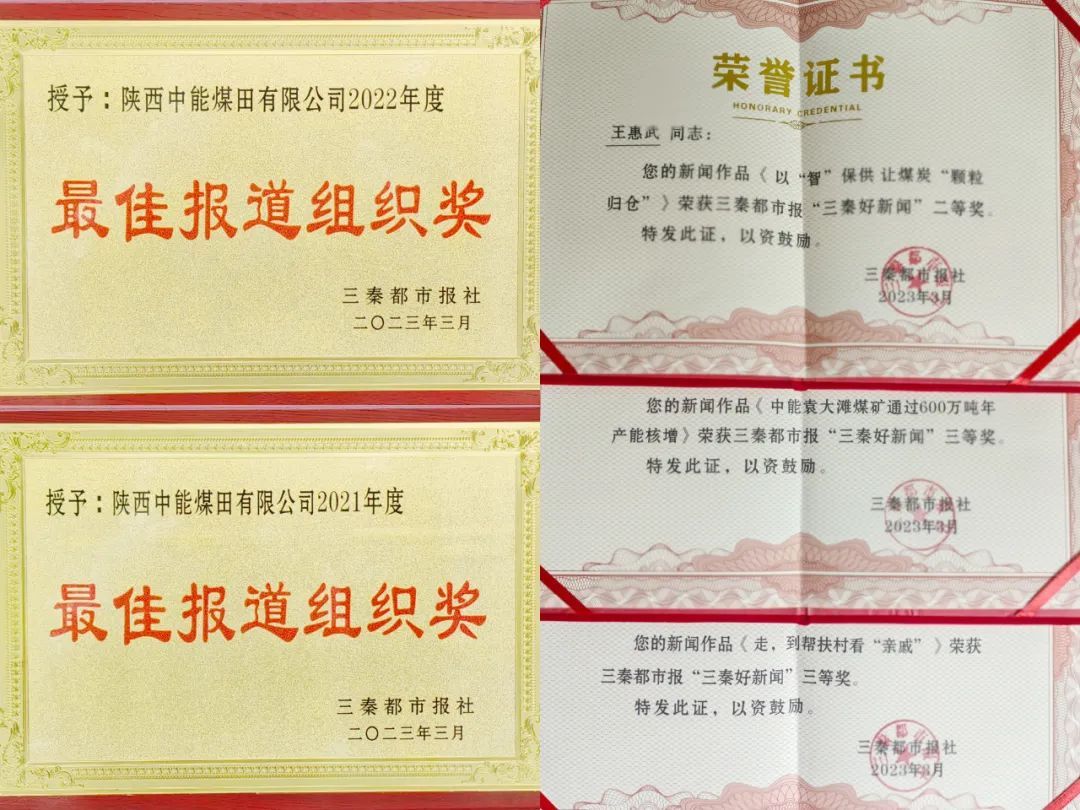 授予：陕西中能煤田有限公司2022年度
最佳报道组织奖
三秦都市报社
二〇二三年三月
授予：陕西中能煤田有限公司2021年度
最佳报道组织奖
三秦都市报社
二〇二三年三月
荣誉证书
HONORARY CREDENTIAL
王惠武 同志：
您的新闻作品《以“智”保供 让煤炭“颗粒
归仓”》荣获三秦都市报“三秦好新闻”二等奖。
特发此证，以资鼓励。
三秦都市报社
2023年3月
您的新闻作品《中能袁大滩煤矿通过600万吨年
产能核增》荣获三秦都市报“三秦好新闻”三等奖。
特发此证，以资鼓励。
三秦都市报社
2023年3月
您的新闻作品《走，到帮扶村看“亲戚”》荣获
三秦都市报“三秦好新闻”三等奖。
特发此证，以资鼓励。
三秦都市报社
2023年3月